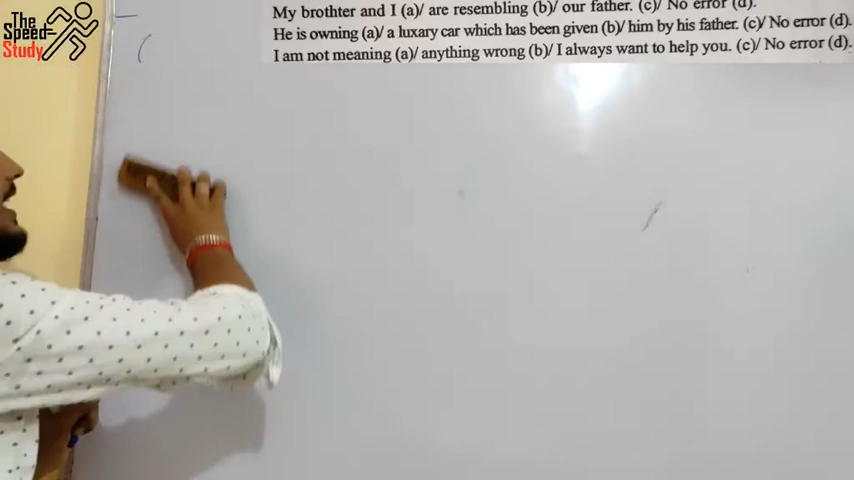 The
Speed
Study
My brothter and I (a)/ are resembling (b)/ our father. (c)/ No error (d).
He is owning (a)/ a luxary car which has been given (b)/ him by his father. (c)/ No error (d).
I am not meaning (a)/ anything wrong (b)/ I always want to help you. (c)/ No error (d).